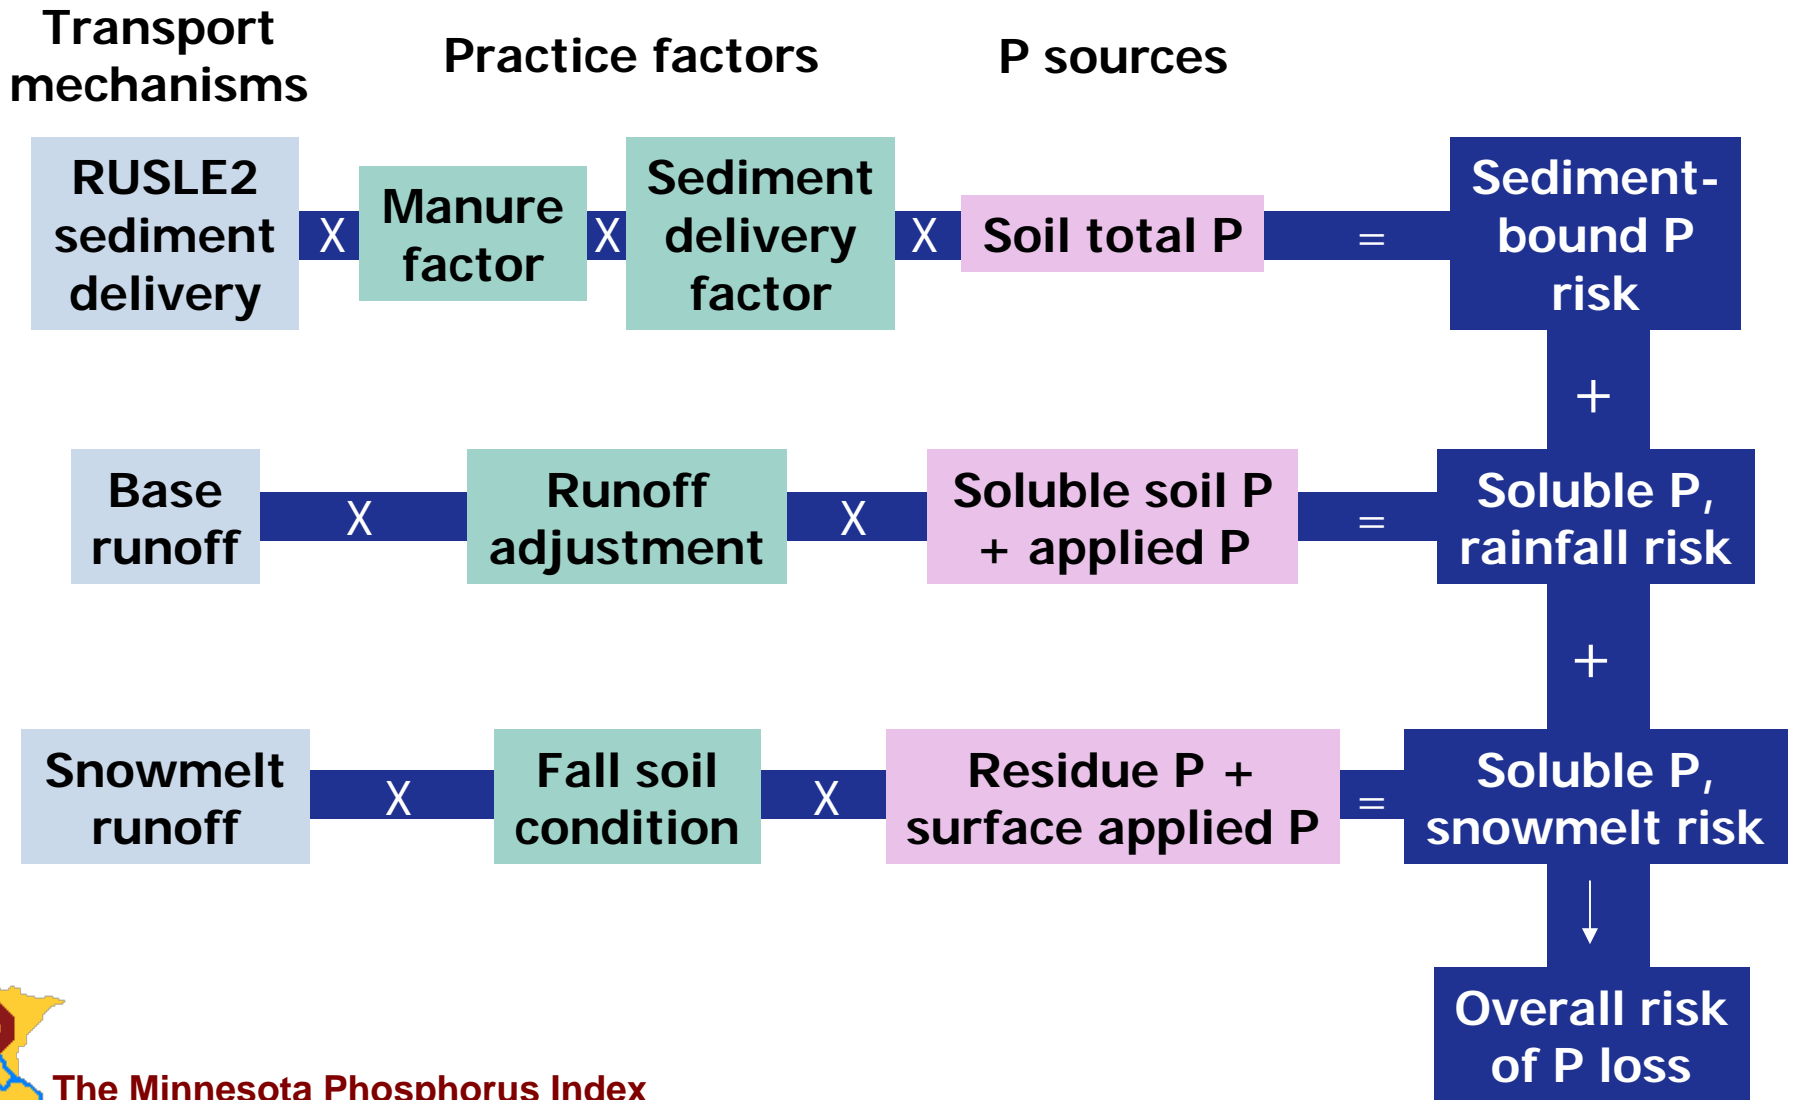 Transport
mechanisms
Practice factors
P sources
RUSLE2
sediment
delivery
X
Manure
factor
X
Sediment
delivery
factor
X
Soil total P
=
Sediment-
bound P
risk
+
Base
runoff
X
Runoff
adjustment
X
Soluble soil P
+ applied P
=
Soluble P,
rainfall risk
+
Snowmelt
runoff
X
Fall soil
condition
X
Residue P +
surface applied P
=
Soluble P,
snowmelt risk
Overall risk
of P loss
The Minnesota Phosphorus Index